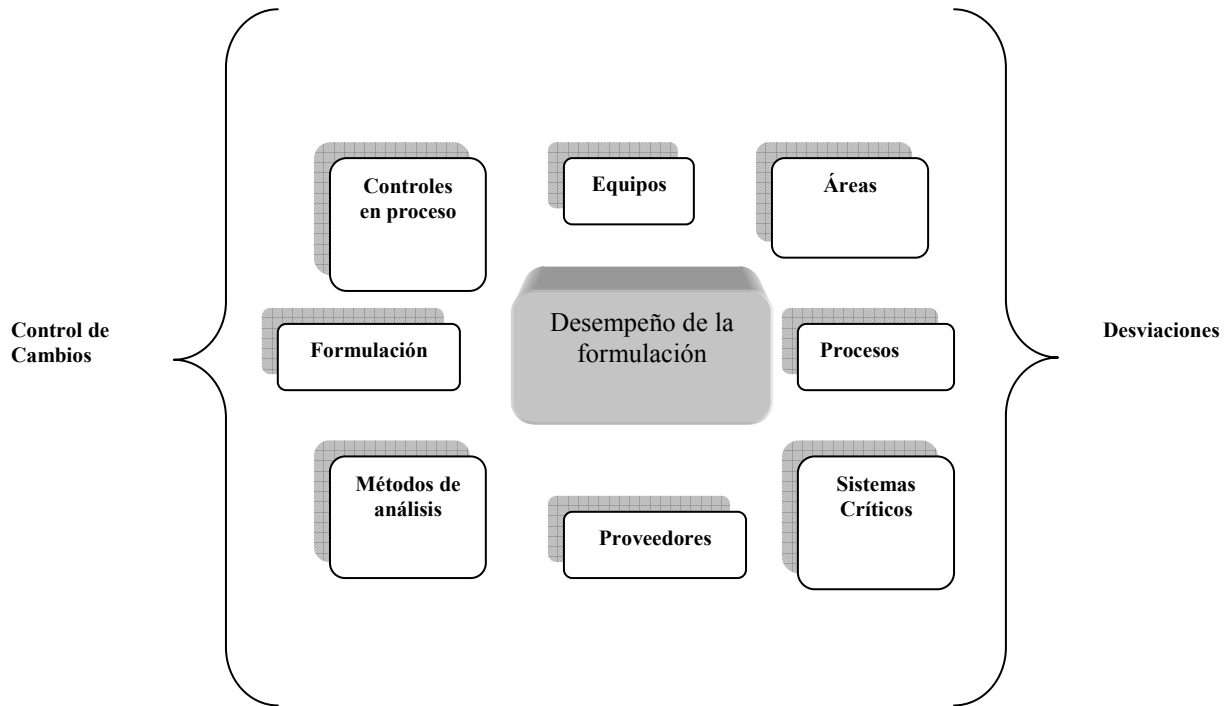 Controles
en proceso
Equipos
Áreas
Control de
Cambios
Formulación
Desempeño de la
formulación
Procesos
Desviaciones
Métodos de
análisis
Proveedores
Sistemas
Críticos